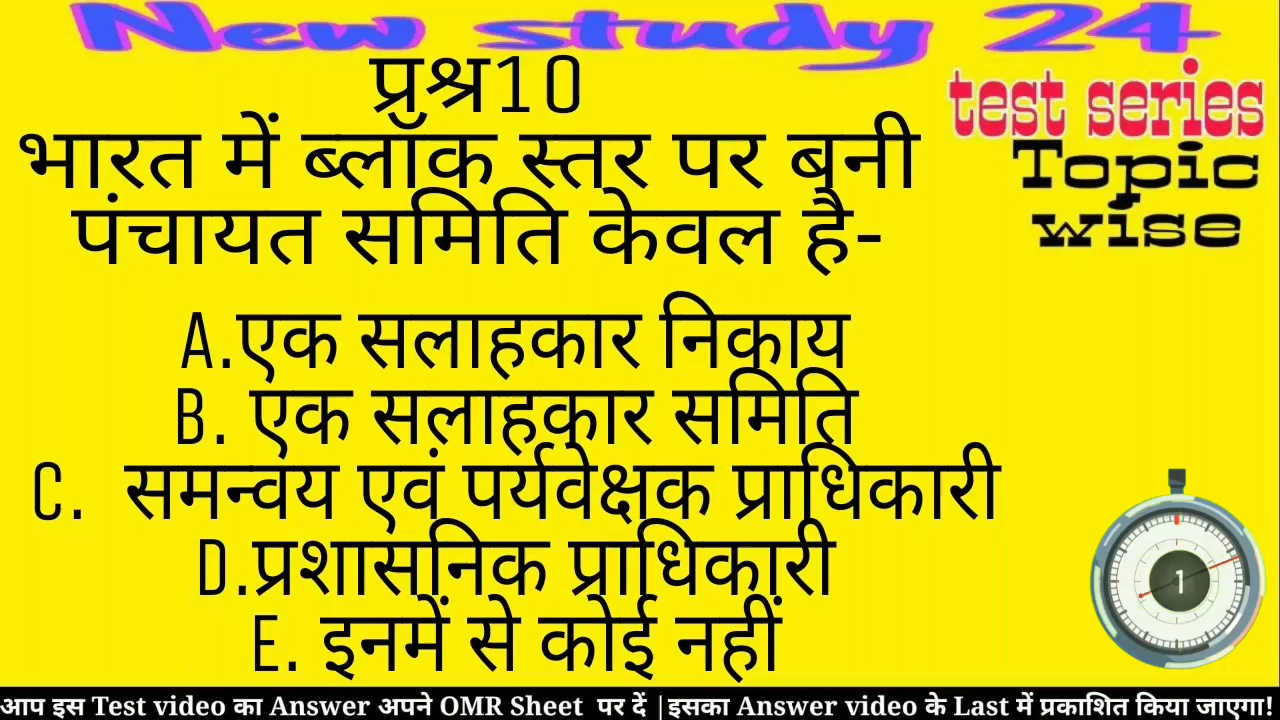 New study 24
test series
Topic
wise
प्रश्न10
भारत में ब्लॉक स्तर पर बनी
पंचायत समिति केवल है-
A.एक सलाहकार निकाय
B. एक सलाहकार समिति
C. समन्वय एवं पर्यवेक्षक प्राधिकारी
D.प्रशासनिक प्राधिकारी
E. इनमें से कोई नहीं
1
आप इस Test video का Answer अपने OMR Sheet पर दें |इसका Answer video के Last में प्रकाशित किया जाएगा!